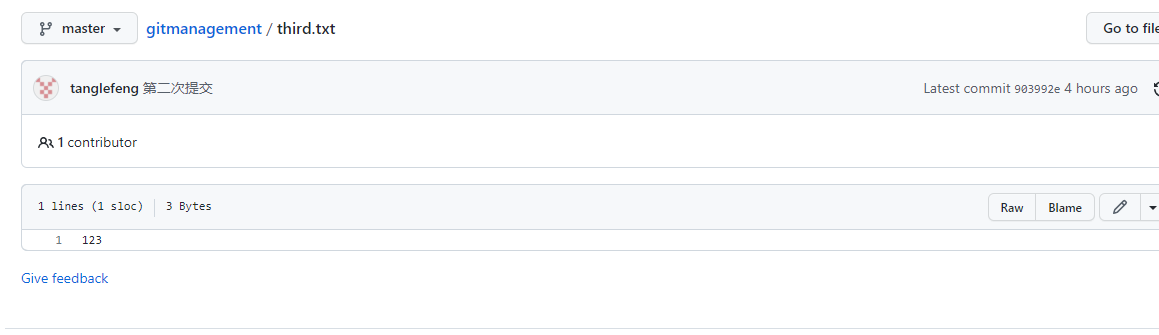 master gitmanagement / third.txt Go to file
tanglefeng 第二次提交 Latest commit 903992e 4 hours ago
1 contributor
1 lines (1 sloc) 3 Bytes Raw Blame
1 123
Give feedback